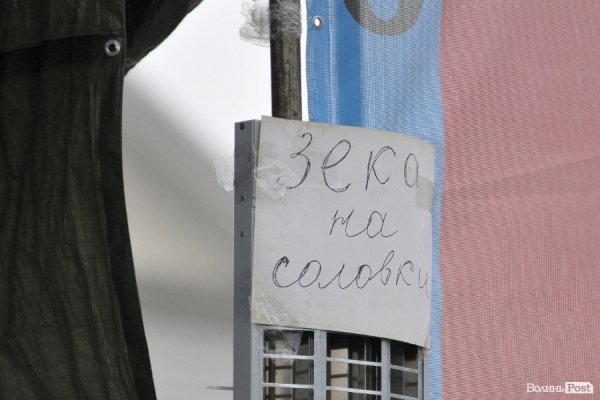 Зека
на
соловки
ВолиньPost